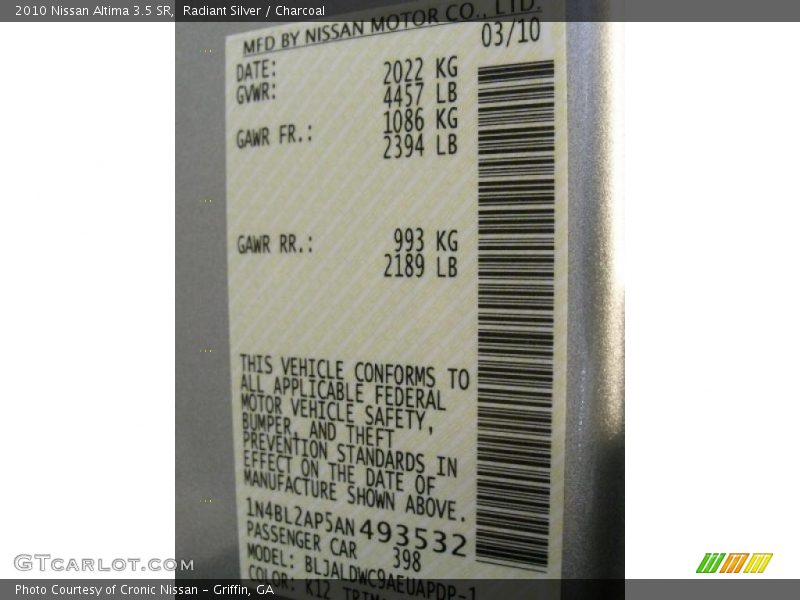 2010 Nissan Altima 3.5 SR, Radiant Silver / Charcoal
MFD BY NISSAN MOTOR CO., LTD.
DATE: 03/10
GVWR: 2022 KG
4457 LB
GAWR FR.: 1086 KG
2394 LB
GAWR RR.: 993 KG
2189 LB
THIS VEHICLE CONFORMS TO
ALL APPLICABLE FEDERAL
MOTOR VEHICLE SAFETY,
BUMPER, AND THEFT
PREVENTION STANDARDS IN
EFFECT ON THE DATE OF
MANUFACTURE SHOWN ABOVE.
1N4BL2AP5AN493532
PASSENGER CAR 398
MODEL: BLJALDWC9AEUAPDP-1
COLOR: K12 TRIM:
GTCarLot.com
Photo Courtesy of Cronic Nissan – Griffin, GA